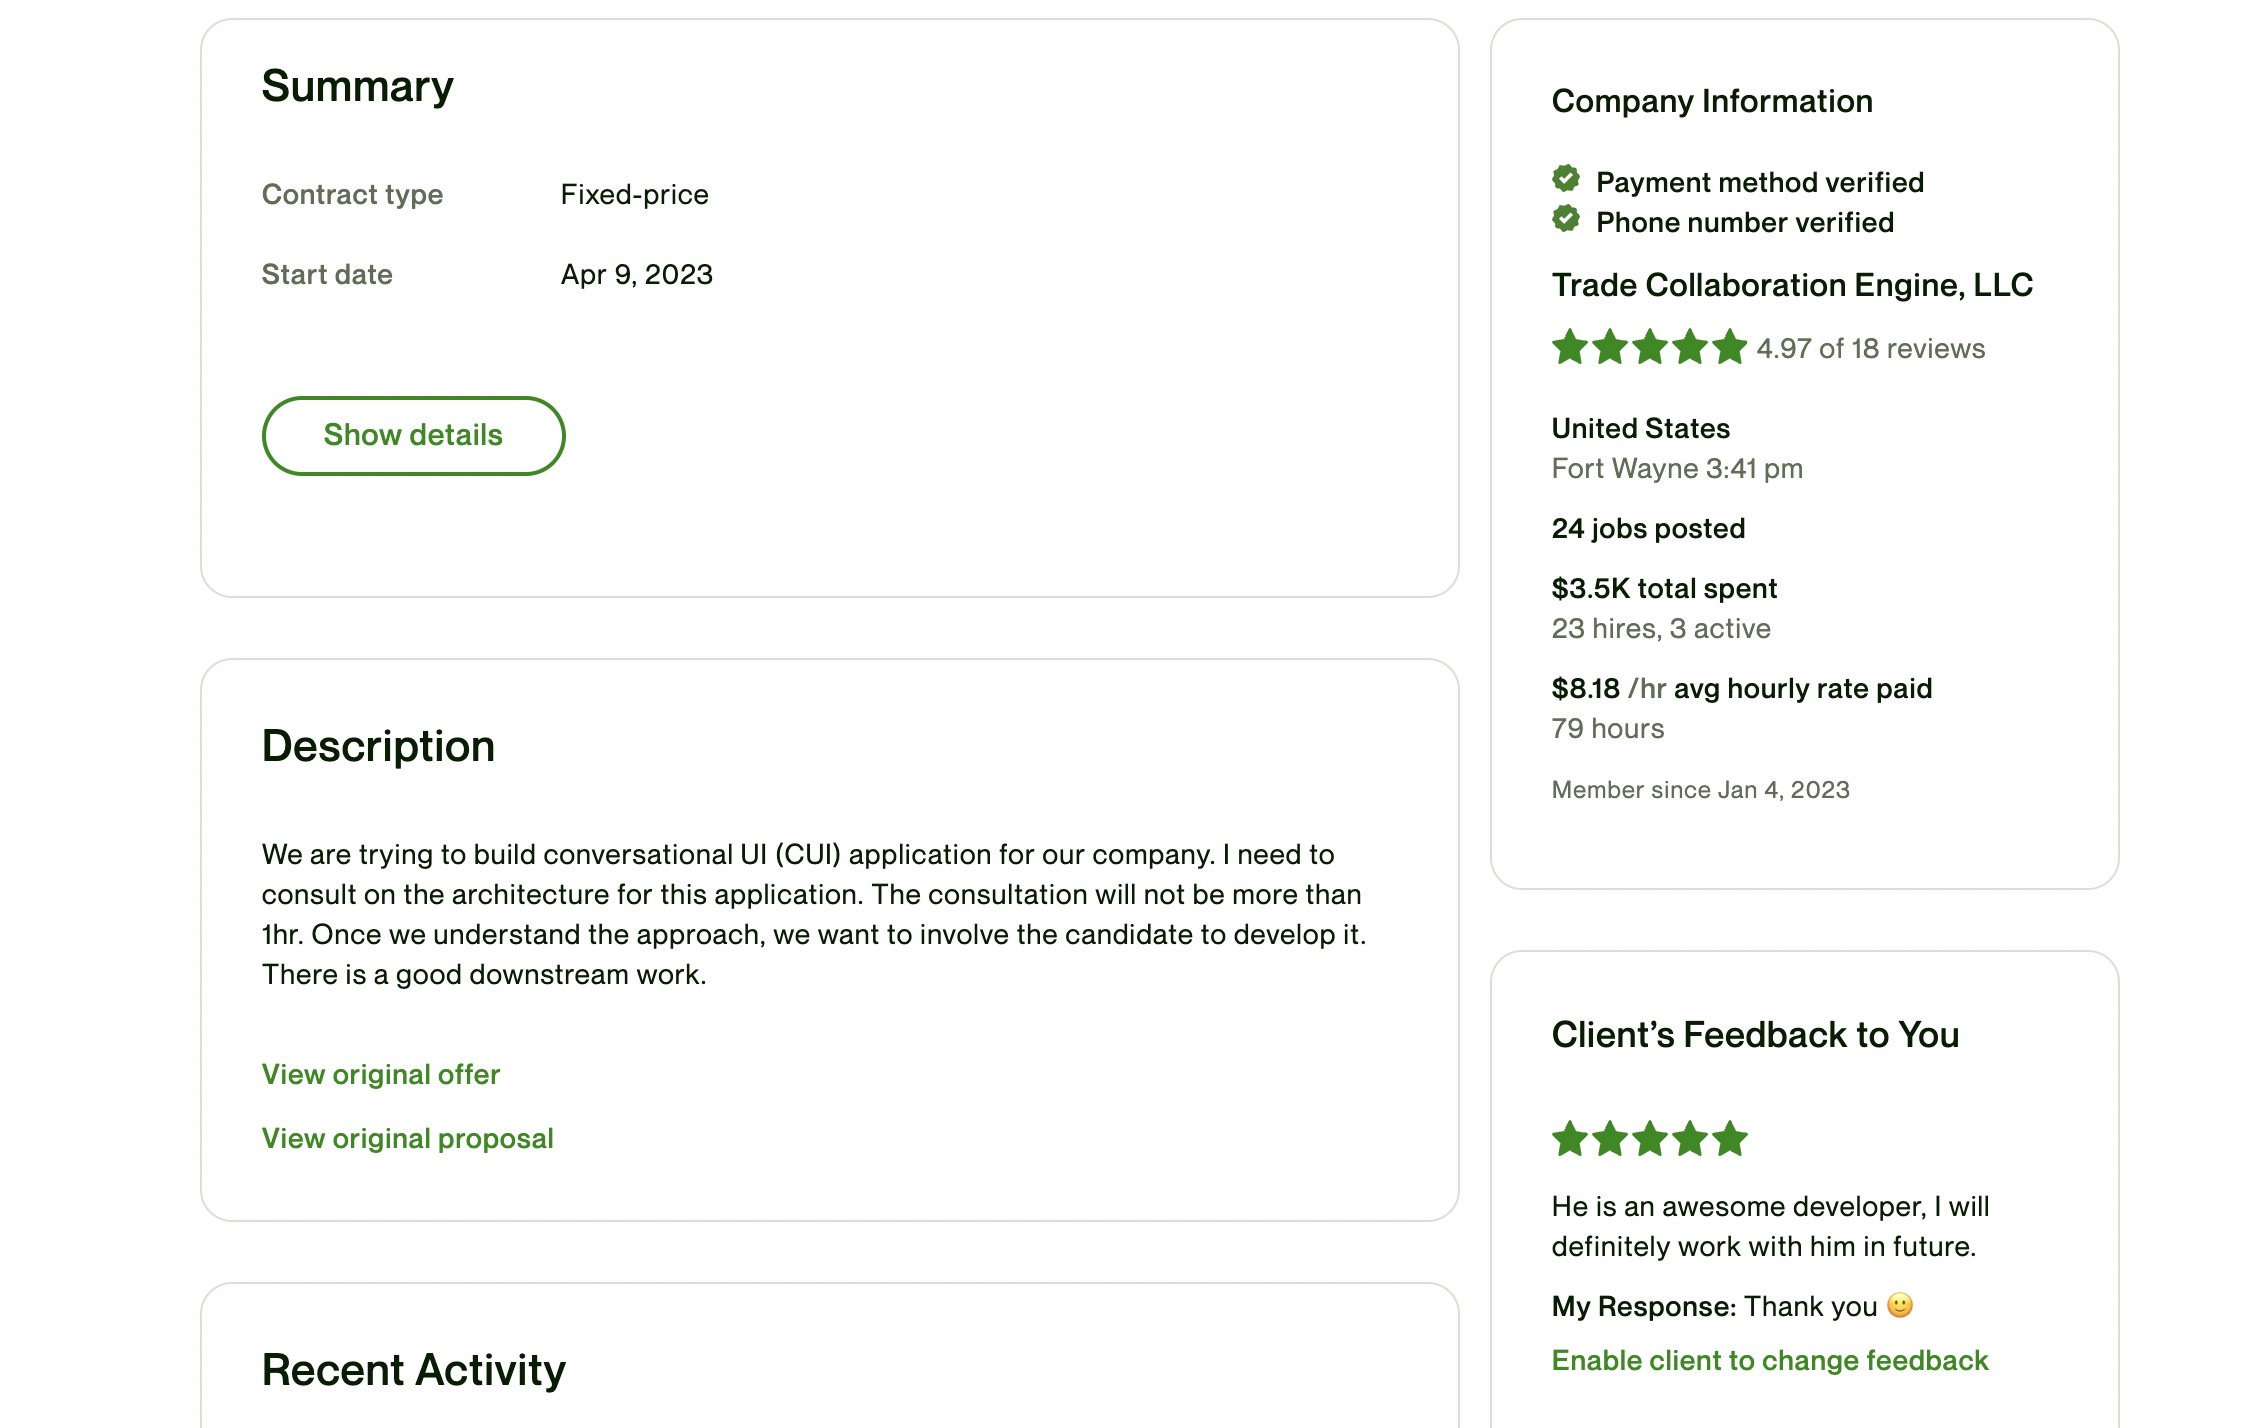 Summary
Contract type Fixed-price
Start date Apr 9, 2023
Show details
Description
We are trying to build conversational UI (CUI) application for our company. I need to
consult on the architecture for this application. The consultation will not be more than
1hr. Once we understand the approach, we want to involve the candidate to develop it.
There is a good downstream work.
View original offer
View original proposal
Recent Activity
Company Information
Payment method verified
Phone number verified
Trade Collaboration Engine, LLC
4.97 of 18 reviews
United States
Fort Wayne 3:41 pm
24 jobs posted
$3.5K total spent
23 hires, 3 active
$8.18 /hr avg hourly rate paid
79 hours
Member since Jan 4, 2023
Client’s Feedback to You
He is an awesome developer, I will
definitely work with him in future.
My Response: Thank you 🙂
Enable client to change feedback